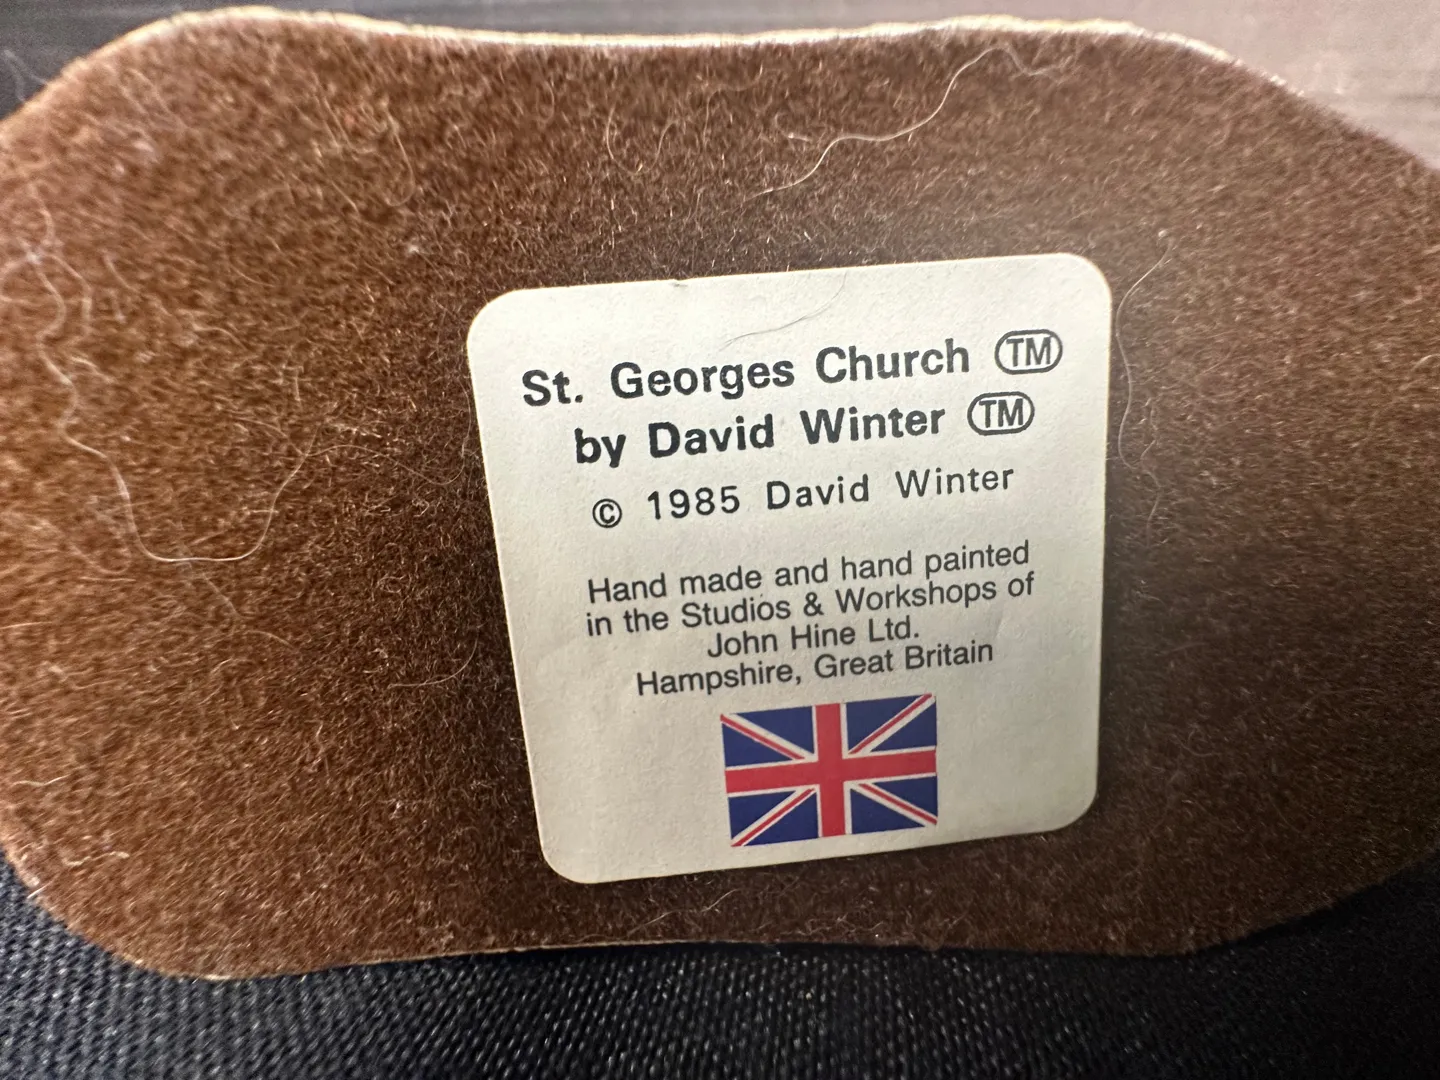 St. Georges Church ™
by David Winter ™
© 1985 David Winter
Hand made and hand painted
in the Studios & Workshops of
John Hine Ltd.
Hampshire, Great Britain